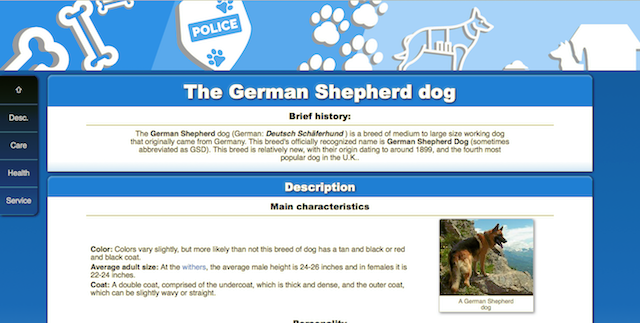 POLICE
The German Shepherd dog
⇧
Desc.
Care
Health
Service
Brief history:
The German Shepherd dog (German: Deutsch Schäferhund ) is a breed of medium to large size working dog
that originally came from Germany. This breed's officially recognized name is German Shepherd Dog (sometimes
abbreviated as GSD). This breed is relatively new, with their origin dating to around 1899, and the fourth most
popular dog in the U.K..
Description
Main characteristics
Color: Colors vary slightly, but more likely than not this breed of dog has a tan and black or red
and black coat.
Average adult size: At the withers, the average male height is 24-26 inches and in females it is
22-24 inches.
Coat: A double coat, comprised of the undercoat, which is thick and dense, and the outer coat,
which can be slightly wavy or straight.
A German Shepherd
dog
Personality